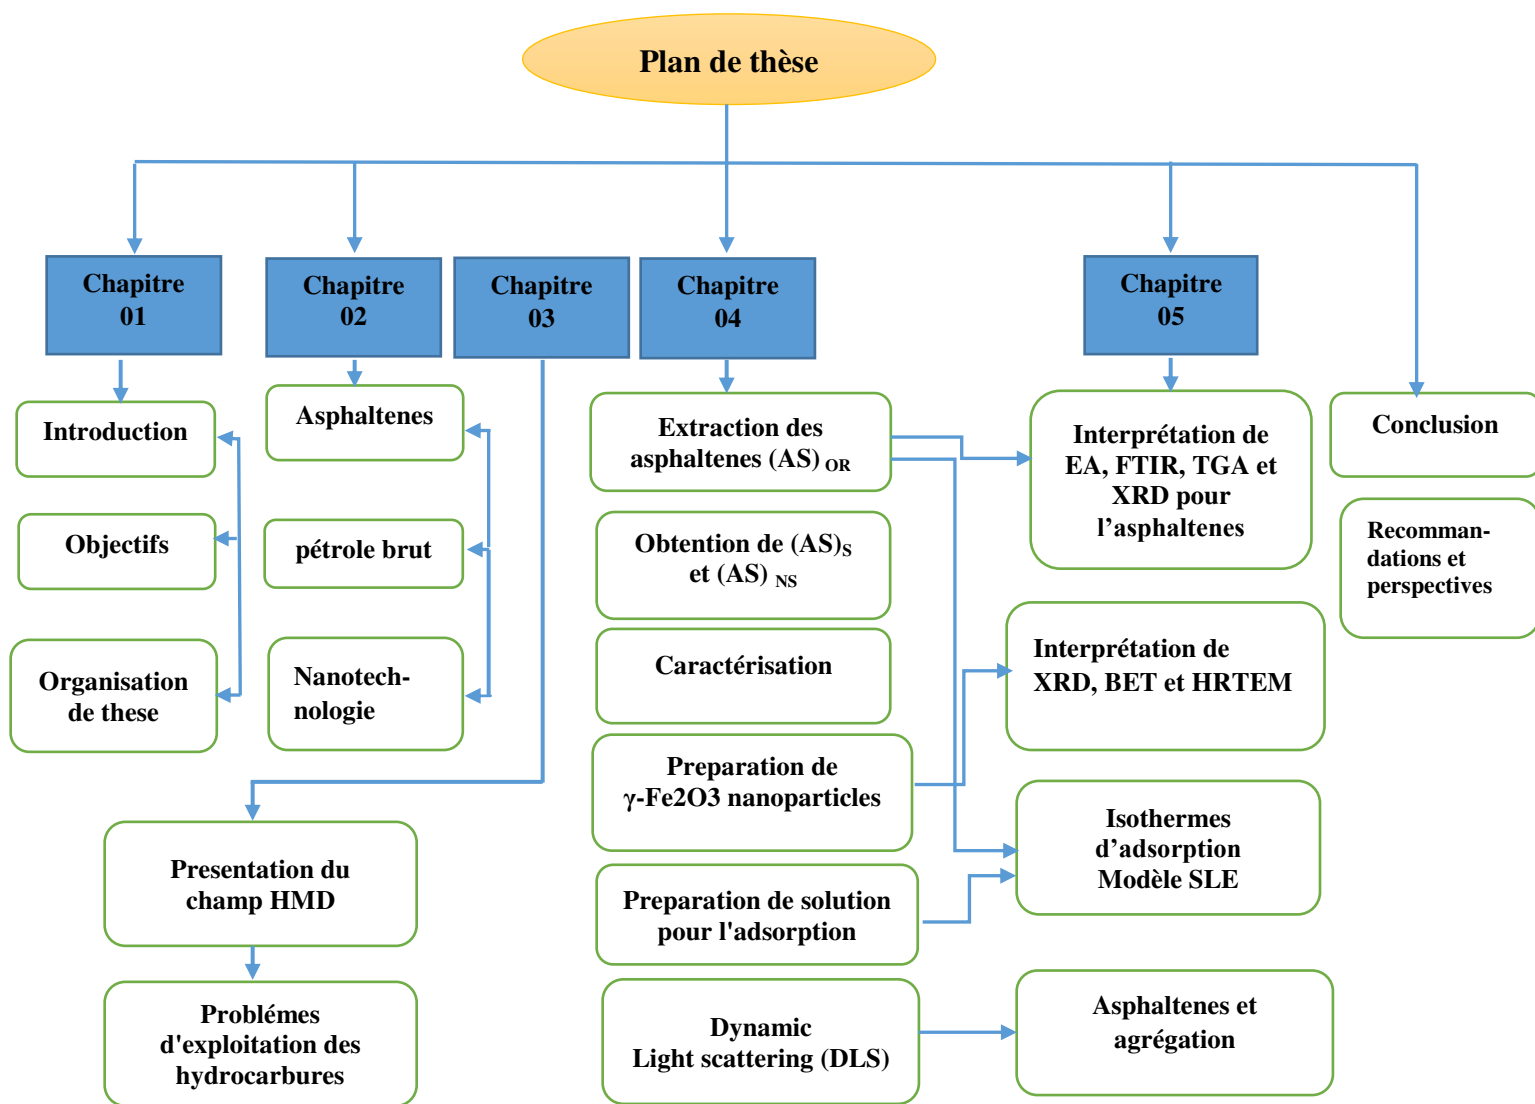 Plan de thèse
Chapitre
01
Chapitre
02
Chapitre
03
Chapitre
04
Chapitre
05
Introduction
Objectifs
Organisation
de these
Asphaltenes
pétrole brut
Nanotech-
nologie
Presentation du
champ HMD
Problémes
d'exploitation des
hydrocarbures
Extraction des
asphaltenes (AS) OR
Obtention de (AS)S
et (AS) NS
Caractérisation
Preparation de
γ-Fe2O3 nanoparticles
Preparation de solution
pour l'adsorption
Dynamic
Light scattering (DLS)
Interprétation de
EA, FTIR, TGA et
XRD pour
l’asphaltenes
Interprétation de
XRD, BET et HRTEM
Isothermes
d’adsorption
Modèle SLE
Asphaltenes et
agrégation
Conclusion
Recomman-
dations et
perspectives